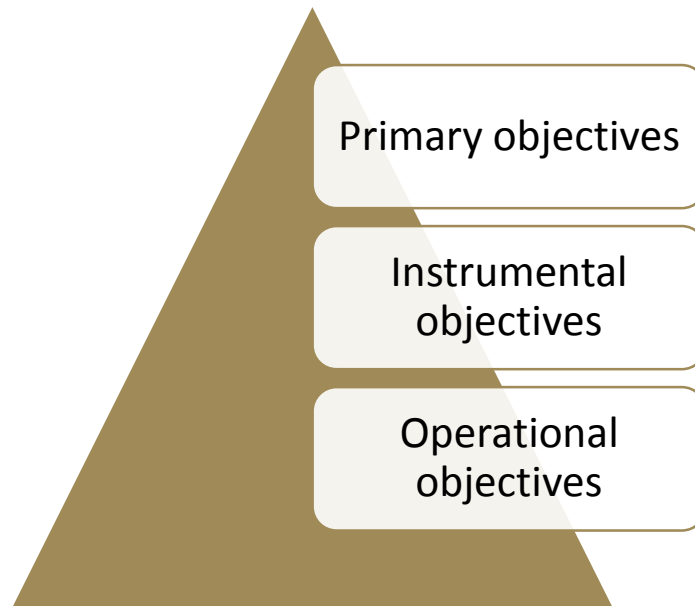 Primary objectives
Instrumental
objectives
Operational
objectives